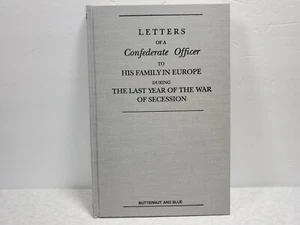 LETTERS
OF A
Confederate Officer
TO
HIS FAMILY IN EUROPE
DURING
THE LAST YEAR OF THE WAR
OF SECESSION
BUTTERNUT AND BLUE